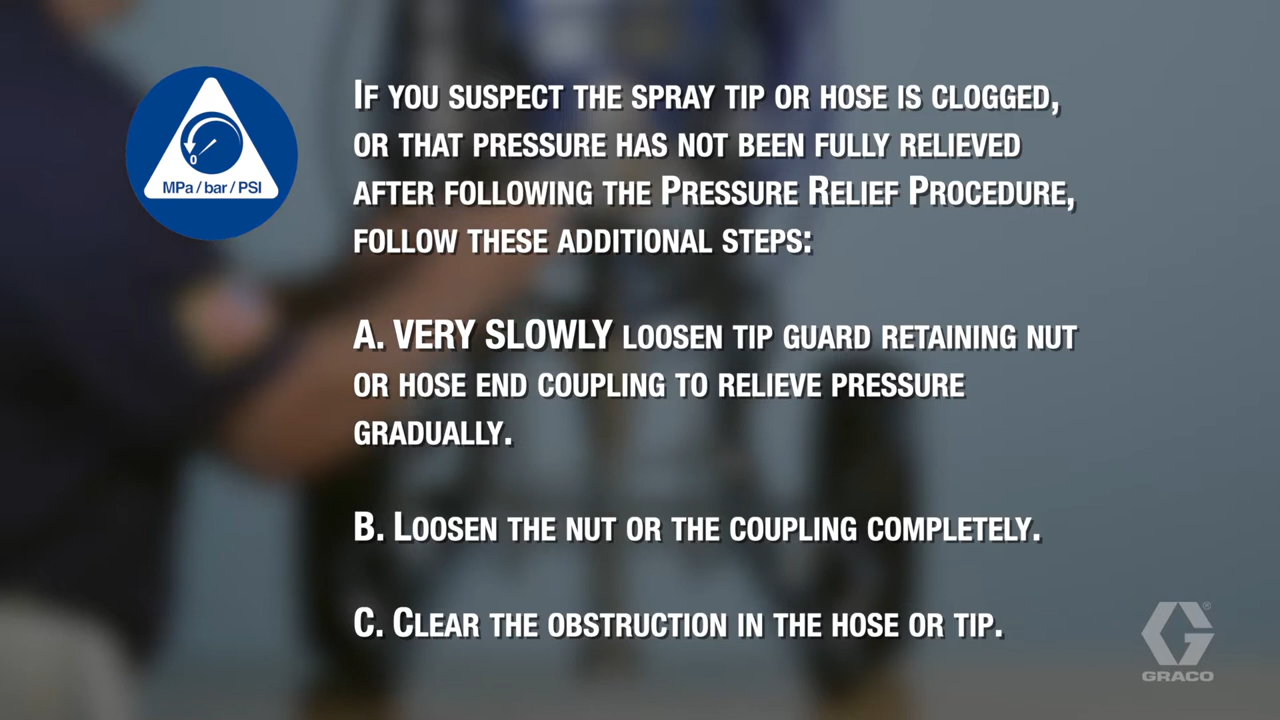 If you suspect the spray tip or hose is clogged,
or that pressure has not been fully relieved
after following the Pressure Relief Procedure,
follow these additional steps:
0
MPa / bar / PSI
A. VERY SLOWLY loosen tip guard retaining nut
or hose end coupling to relieve pressure
gradually.
B. Loosen the nut or the coupling completely.
C. Clear the obstruction in the hose or tip.
G®
GRACO